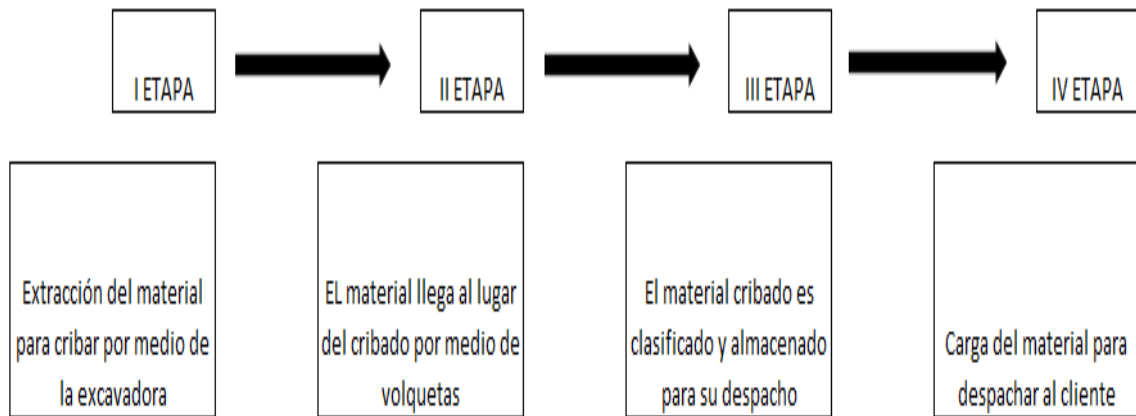 I ETAPA
II ETAPA
III ETAPA
IV ETAPA
Extracción del material
para cribar por medio de
la excavadora
EL material llega al lugar
del cribado por medio de
volquetas
El material cribado es
clasificado y almacenado
para su despacho
Carga del material para
despachar al cliente